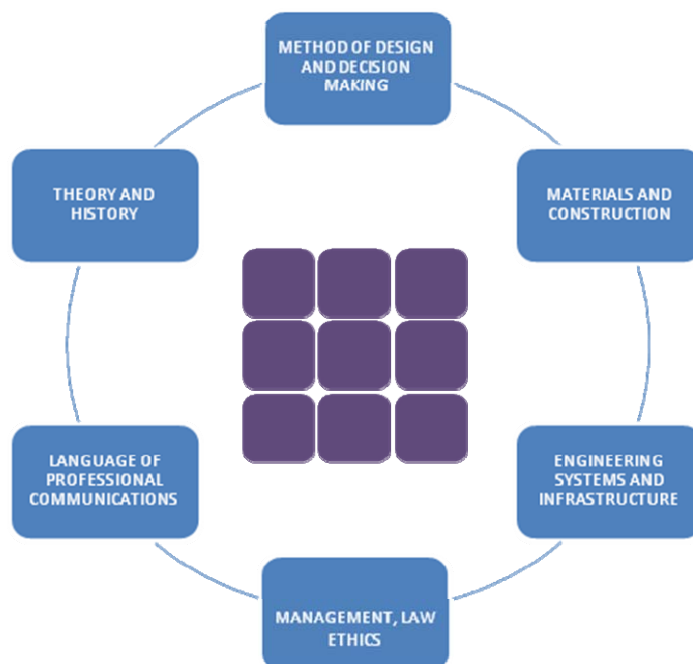 METHOD OF DESIGN
AND DECISION
MAKING
THEORY AND
HISTORY
MATERIALS AND
CONSTRUCTION
LANGUAGE OF
PROFESSIONAL
COMMUNICATIONS
ENGINEERING
SYSTEMS AND
INFRASTRUCTURE
MANAGEMENT, LAW
ETHICS